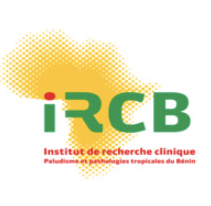 iRCB
Institut de recherche clinique
Paludisme et pathologies tropicales du Bénin